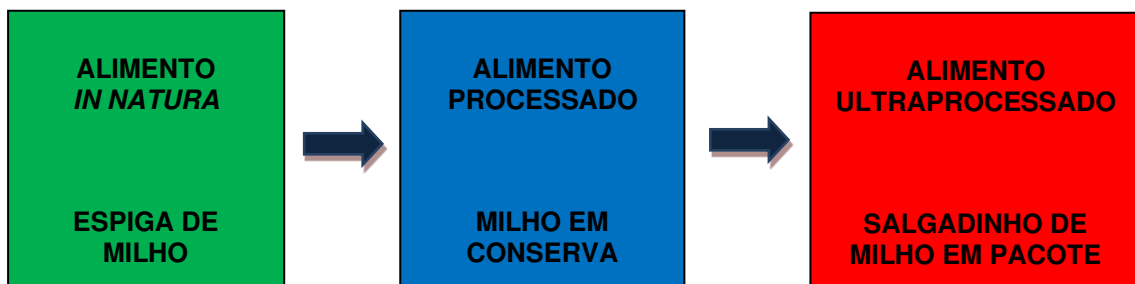 ALIMENTO
IN NATURA
ESPIGA DE
MILHO
ALIMENTO
PROCESSADO
MILHO EM
CONSERVA
ALIMENTO
ULTRAPROCESSADO
SALGADINHO DE
MILHO EM PACOTE